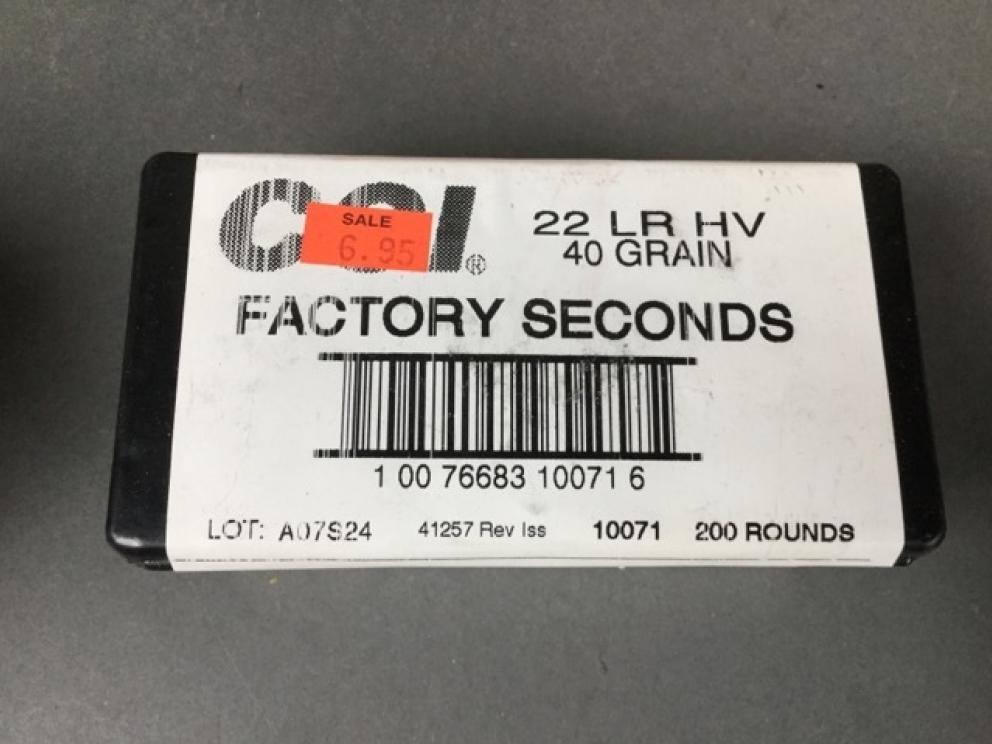 CCI®
SALE
6.95
22 LR HV
40 GRAIN
FACTORY SECONDS
1 00 76683 10071 6
LOT: A07S24 41257 Rev Iss 10071 200 ROUNDS